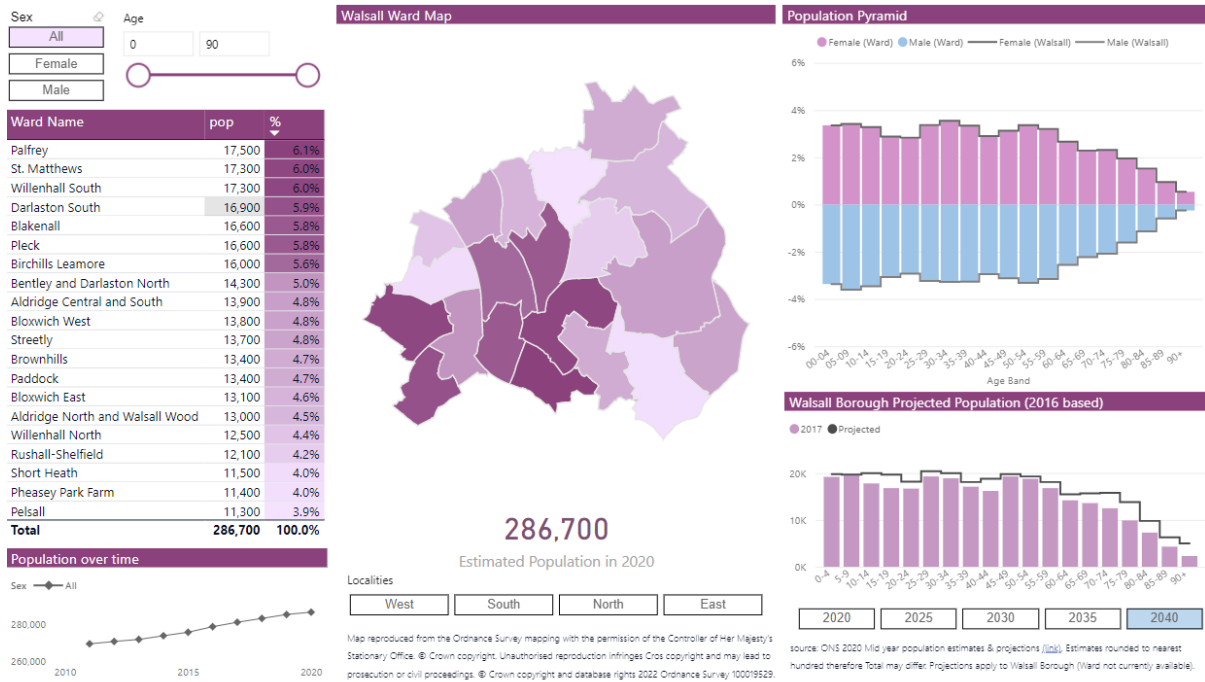 Sex
All
Female
Male
Age
0 90
Ward Name pop %
Palfrey 17,500 6.1%
St. Matthews 17,300 6.0%
Willenhall South 17,300 6.0%
Darlaston South 16,900 5.9%
Blakenall 16,600 5.8%
Pleck 16,600 5.8%
Birchills Leamore 16,000 5.6%
Bentley and Darlaston North 14,300 5.0%
Aldridge Central and South 13,900 4.8%
Bloxwich West 13,800 4.8%
Streetly 13,700 4.8%
Brownhills 13,400 4.7%
Paddock 13,400 4.7%
Bloxwich East 13,100 4.6%
Aldridge North and Walsall Wood 13,000 4.5%
Willenhall North 12,500 4.4%
Rushall-Shelfield 12,100 4.2%
Short Heath 11,500 4.0%
Pheasey Park Farm 11,400 4.0%
Pelsall 11,300 3.9%
Total 286,700 100.0%
Population over time
Sex All
280,000
260,000
2010 2015 2020
Walsall Ward Map
286,700
Estimated Population in 2020
Localities
West South North East
Map reproduced from the Ordnance Survey mapping with the permission of the Controller of Her Majesty's
Stationary Office. © Crown copyright. Unauthorised reproduction infringes Cros copyright and may lead to
prosecution or civil proceedings. © Crown copyright and database rights 2022 Ordnance Survey 100019529.
Population Pyramid
Female (Ward) Male (Ward) Female (Walsall) Male (Walsall)
6%
4%
2%
0%
-2%
-4%
-6%
00-04 05-09 10-14 15-19 20-24 25-29 30-34 35-39 40-44 45-49 50-54 55-59 60-64 65-69 70-74 75-79 80-84 85-89 90+
Age Band
Walsall Borough Projected Population (2016 based)
2017 Projected
20K
10K
0K
0-4 5-9 10-14 15-19 20-24 25-29 30-34 35-39 40-44 45-49 50-54 55-59 60-64 65-69 70-74 75-79 80-84 85-89 90+
2020 2025 2030 2035 2040
source: ONS 2020 Mid year population estimates & projections (link). Estimates rounded to nearest
hundred therefore Total may differ. Projections apply to Walsall Borough (Ward not currently available).